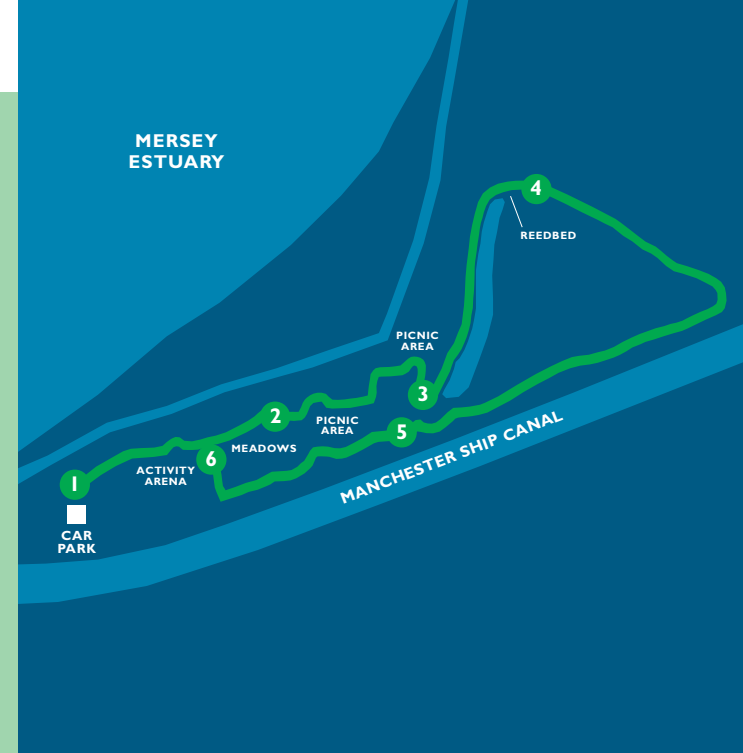 MERSEY
ESTUARY
4
REEDBED
PICNIC
AREA
3
2
PICNIC
AREA
5
MANCHESTER SHIP CANAL
MEADOWS
6
ACTIVITY
ARENA
1
CAR
PARK